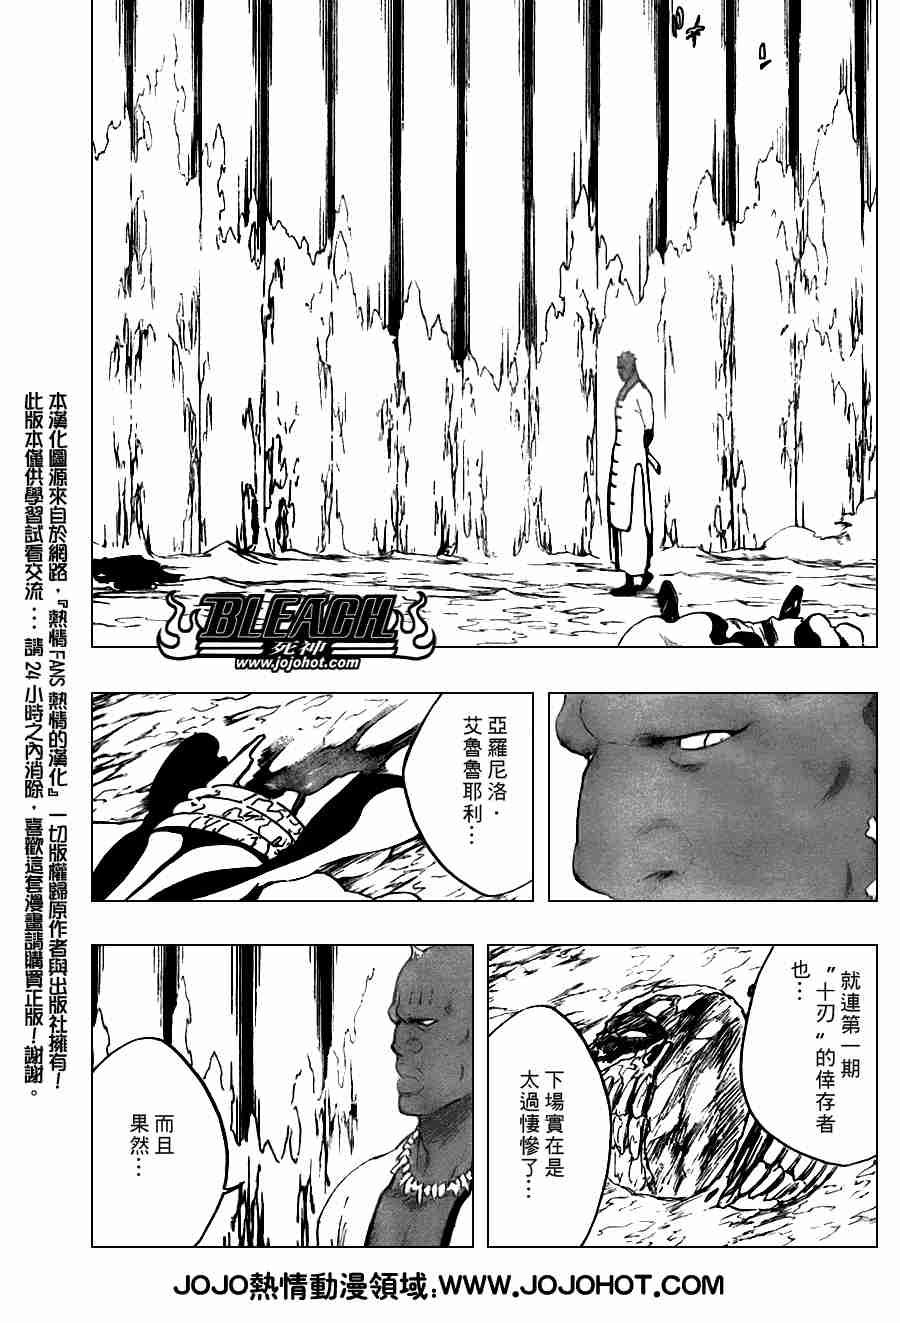 BLEACH
死神
www.jojohot.com
亞羅尼洛·
艾魯魯耶利…
就連第一期
“十刃”的倖存者
也…
下場實在是
太過悽慘了…
而且
果然…
本漢化圖源來自於網路，『熱情FANS熱情的漢化』一切版權歸原作者與出版社擁有！
此版本僅供學習試看交流… 請24小時之內消除，喜歡這套漫畫請購買正版！謝謝。
JOJO熱情動漫領域:WWW.JOJOHOT.COM